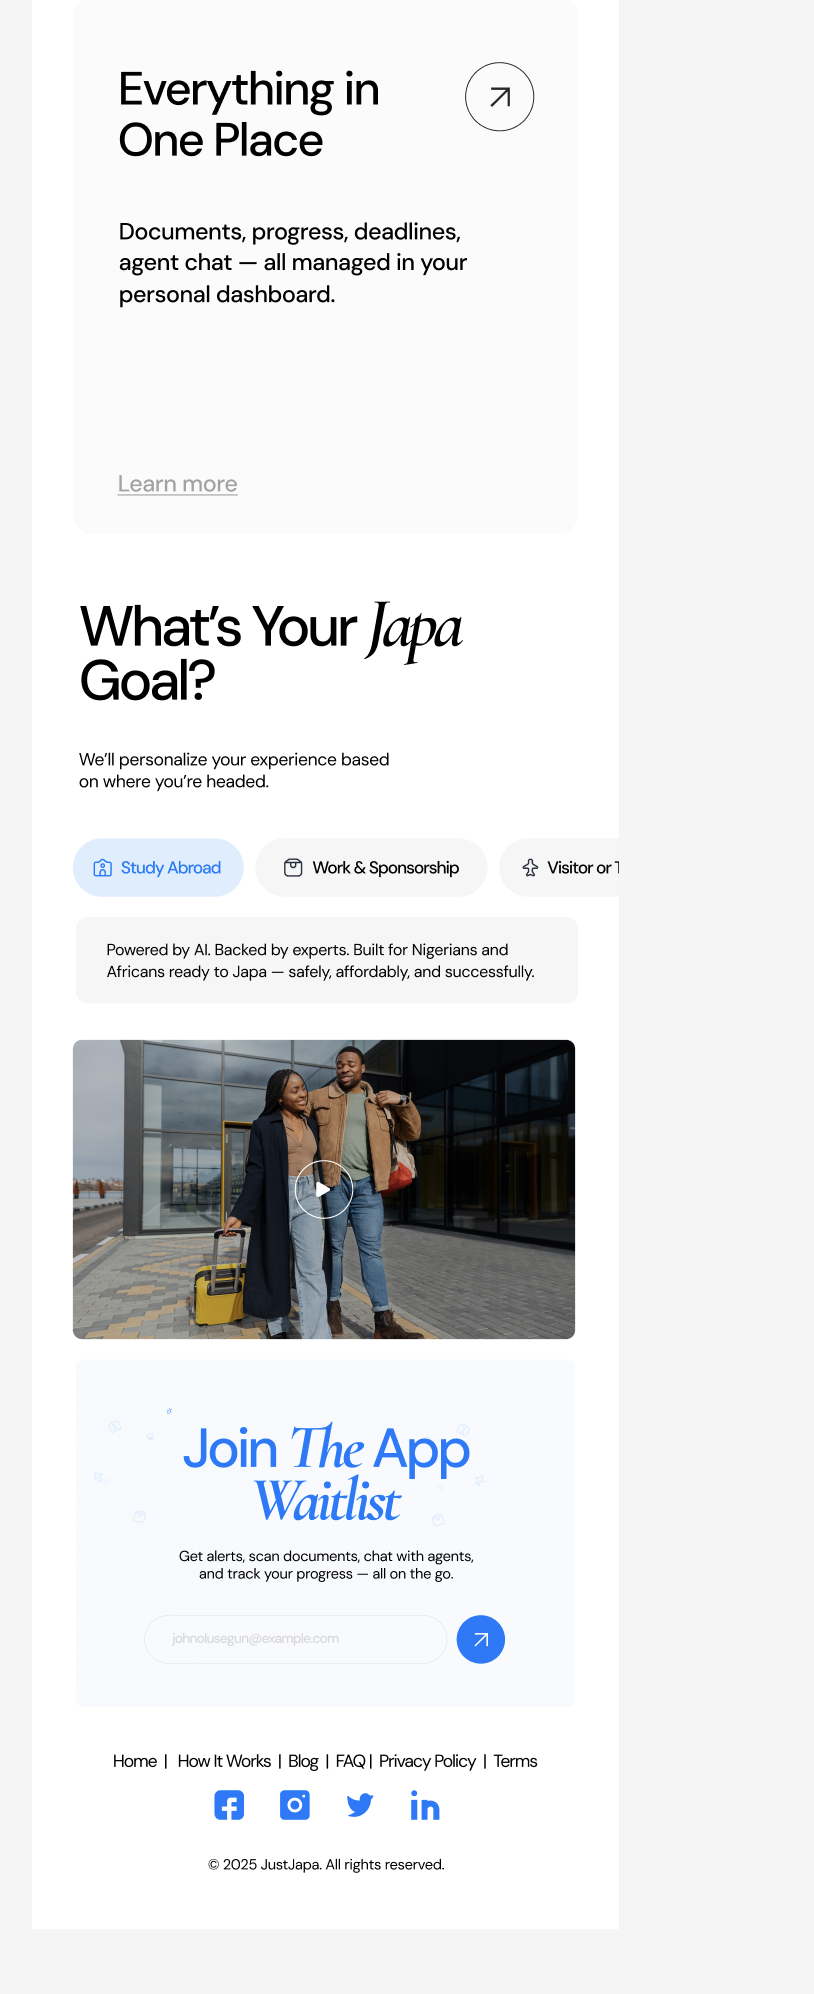 Everything in
One Place
Documents, progress, deadlines,
agent chat — all managed in your
personal dashboard.
Learn more
What’s Your Japa
Goal?
We’ll personalize your experience based
on where you’re headed.
Study Abroad
Work & Sponsorship
Visitor or
Powered by AI. Backed by experts. Built for Nigerians and
Africans ready to Japa — safely, affordably, and successfully.
Join The App
Waitlist
Get alerts, scan documents, chat with agents,
and track your progress — all on the go.
johnolusegun@example.com
Home | How It Works | Blog | FAQ | Privacy Policy | Terms
© 2025 JustJapa. All rights reserved.